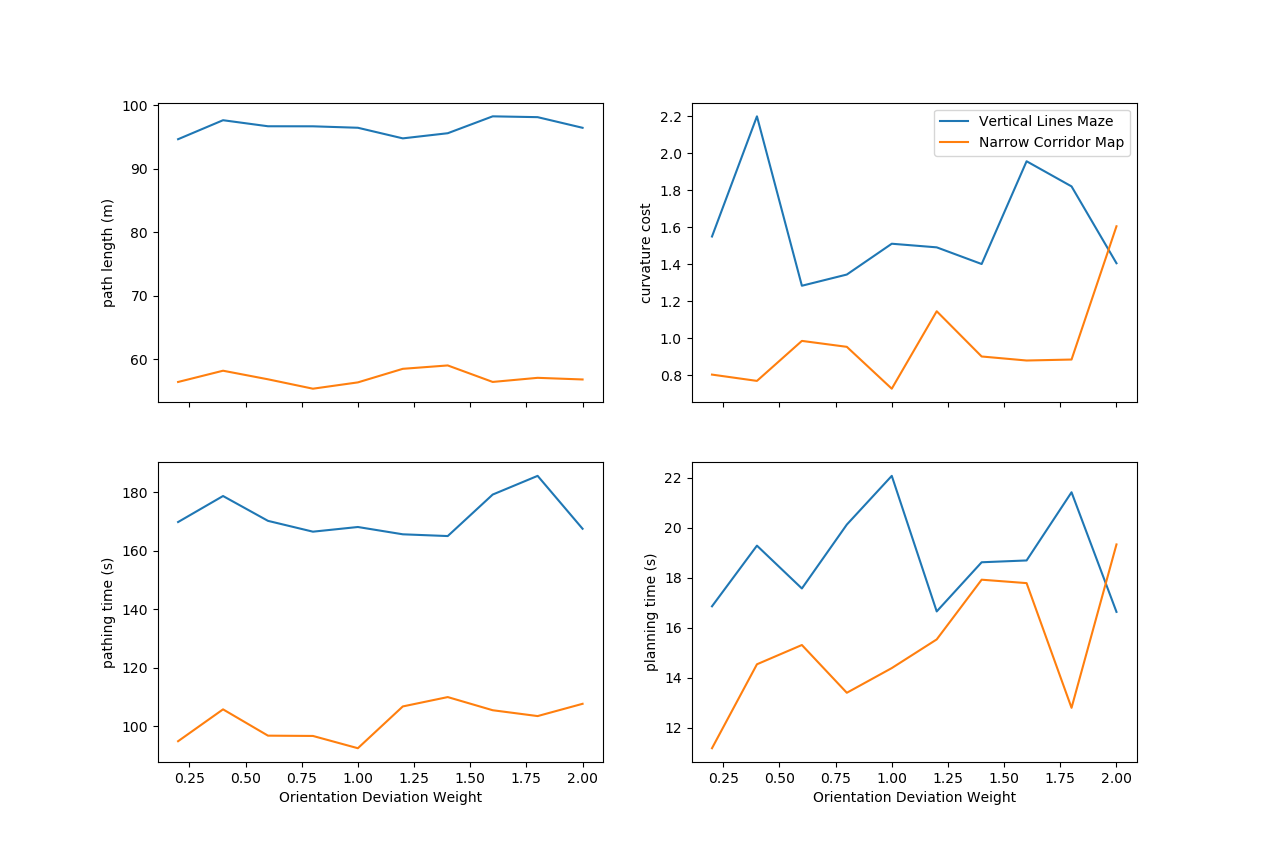 100
90
80
70
60
path length (m)
2.2
2.0
1.8
1.6
1.4
1.2
1.0
0.8
curvature cost
Vertical Lines Maze
Narrow Corridor Map
180
160
140
120
100
pathing time (s)
0.25 0.50 0.75 1.00 1.25 1.50 1.75 2.00
Orientation Deviation Weight
22
20
18
16
14
12
planning time (s)
0.25 0.50 0.75 1.00 1.25 1.50 1.75 2.00
Orientation Deviation Weight